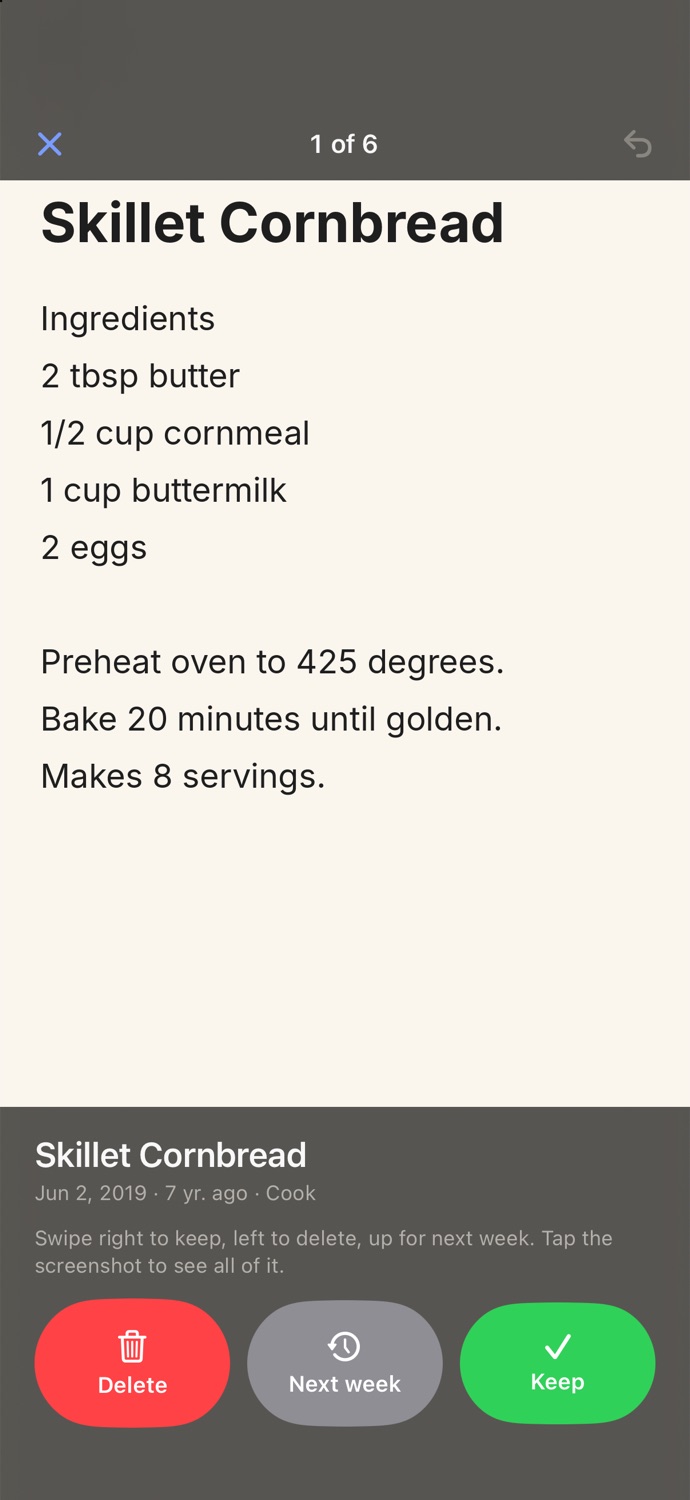 1 of 6
Skillet Cornbread
Ingredients
2 tbsp butter
1/2 cup cornmeal
1 cup buttermilk
2 eggs
Preheat oven to 425 degrees.
Bake 20 minutes until golden.
Makes 8 servings.
Skillet Cornbread
Jun 2, 2019 · 7 yr. ago · Cook
Swipe right to keep, left to delete, up for next week. Tap the
screenshot to see all of it.
Delete
Next week
Keep